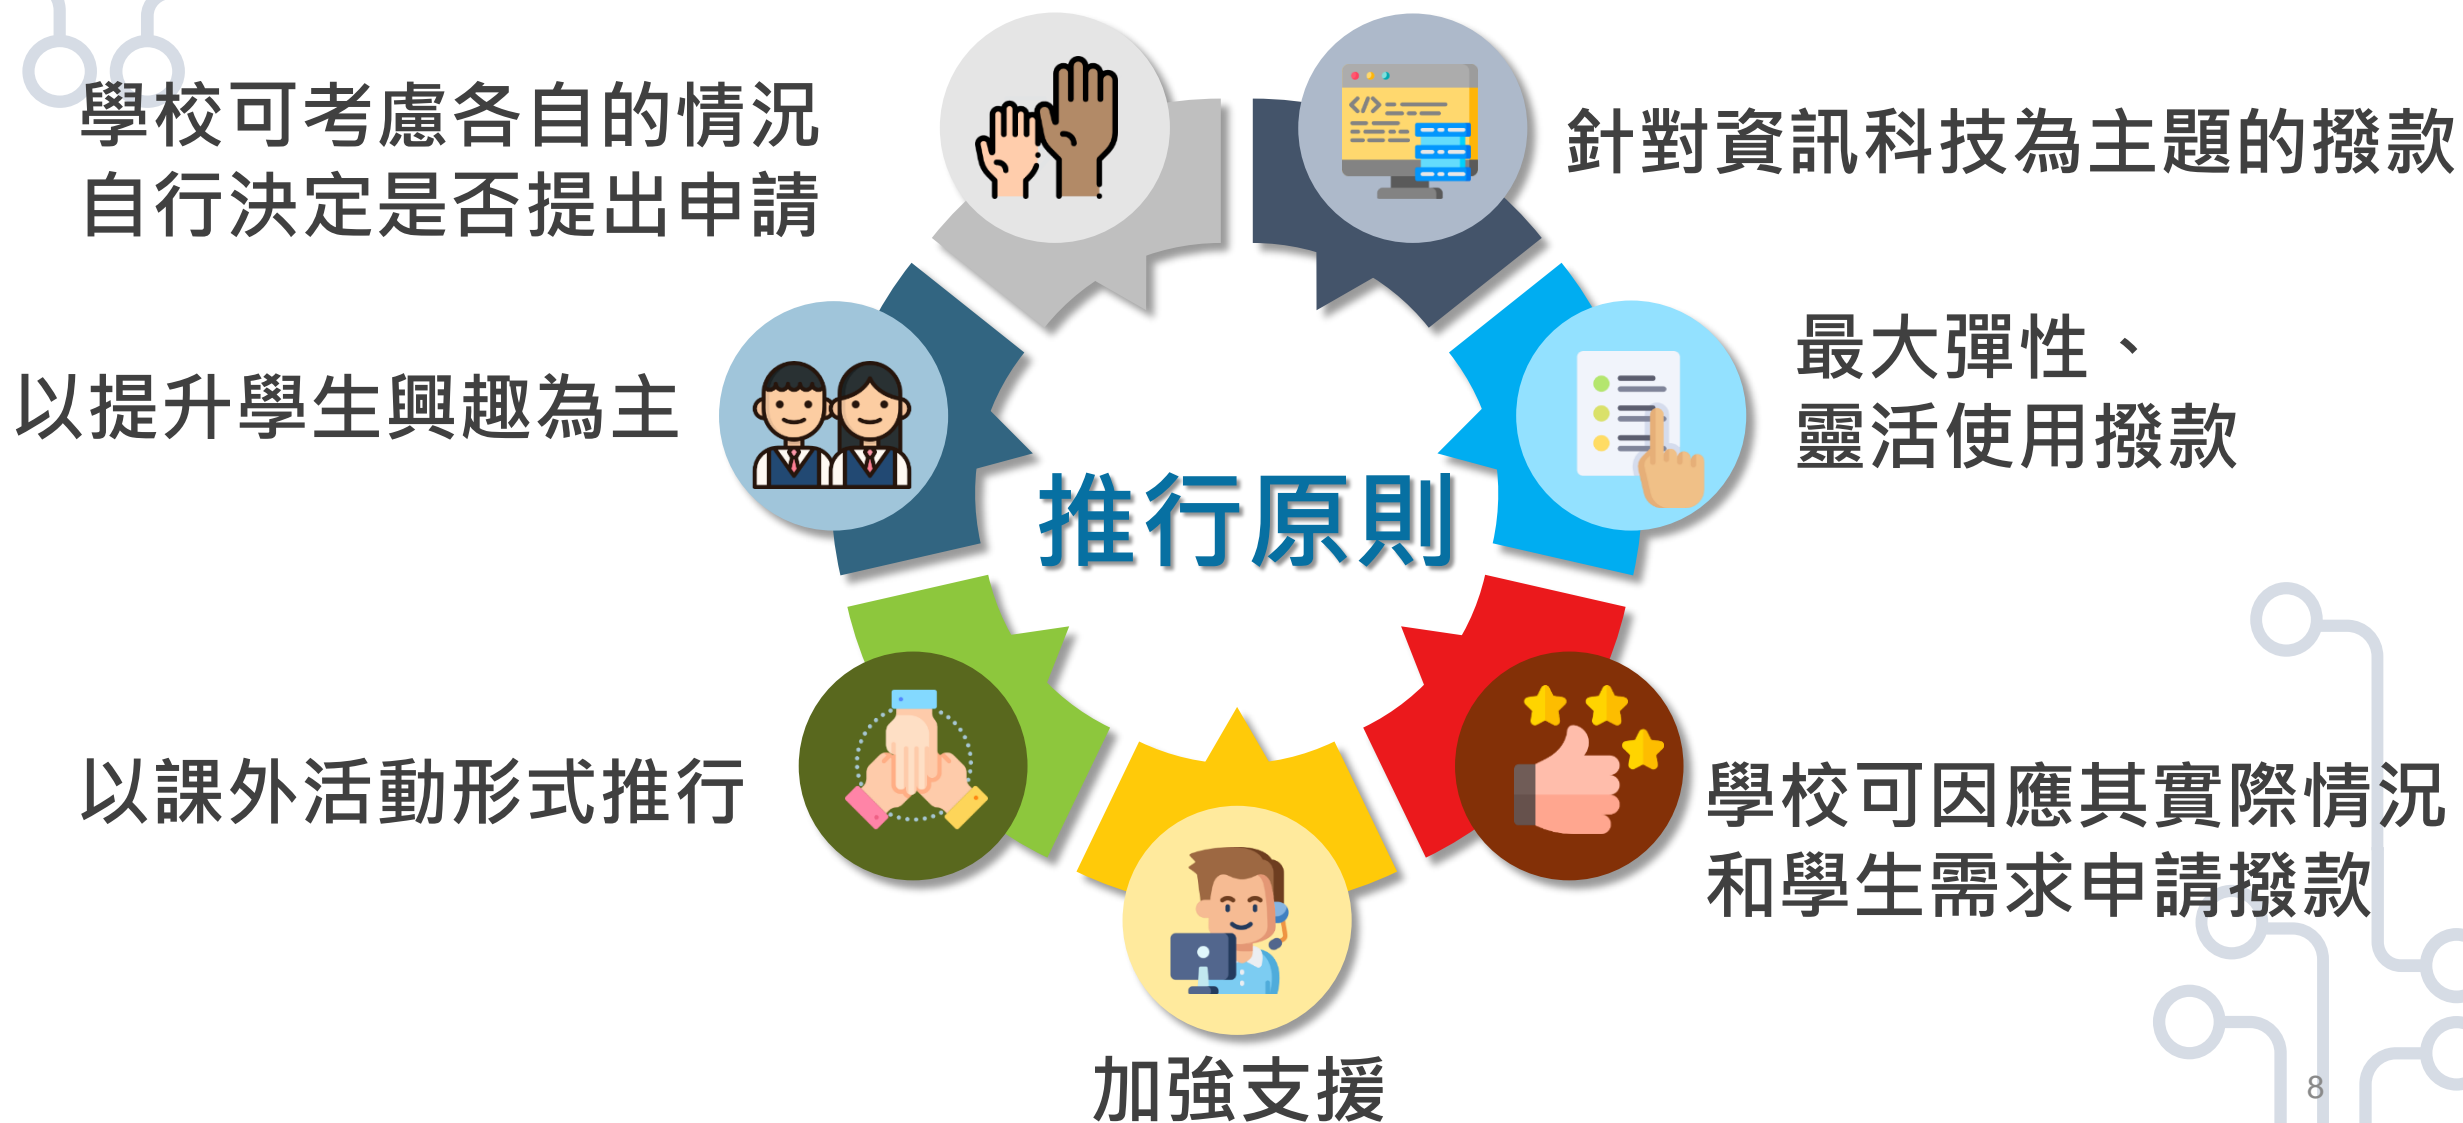 學校可考慮各自的情況
自行決定是否提出申請
針對資訊科技為主題的撥款
最大彈性、
靈活使用撥款
以提升學生興趣為主
推行原則
以課外活動形式推行
學校可因應其實際情況
和學生需求申請撥款
加強支援
8